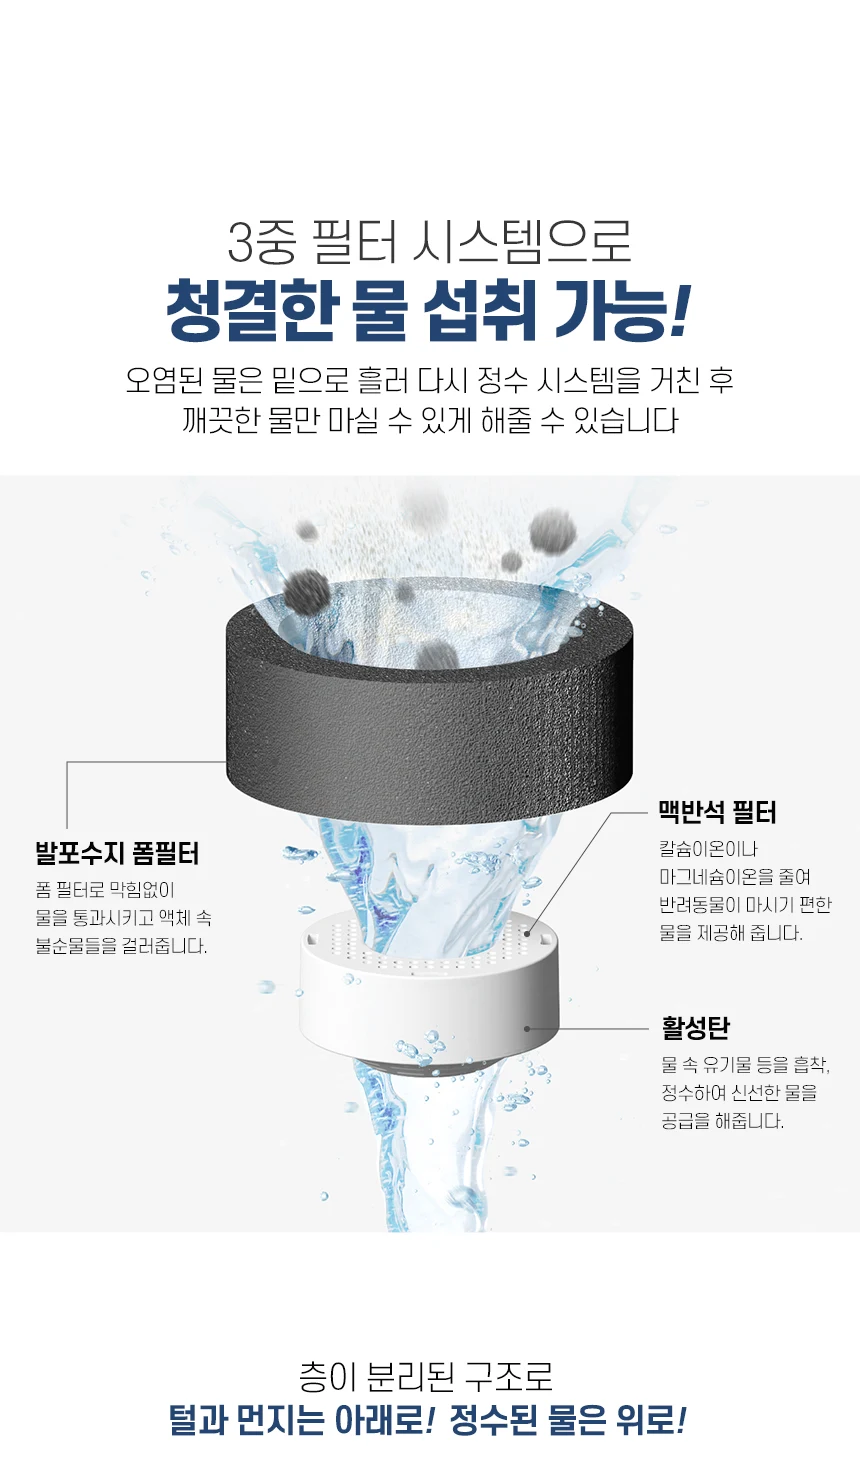 3중 필터 시스템으로
청결한 물 섭취 가능!
오염된 물은 밑으로 흘러 다시 정수 시스템을 거친 후
깨끗한 물만 마실 수 있게 해줄 수 있습니다
발포수지 폼필터
폼 필터로 막힘없이
물을 통과시키고 액체 속
불순물들을 걸러줍니다.
맥반석 필터
칼슘이온이나
마그네슘이온을 줄여
반려동물이 마시기 편한
물을 제공해 줍니다.
활성탄
물 속 유기물 등을 흡착,
정수하여 신선한 물을
공급을 해줍니다.
층이 분리된 구조로
털과 먼지는 아래로! 정수된 물은 위로!